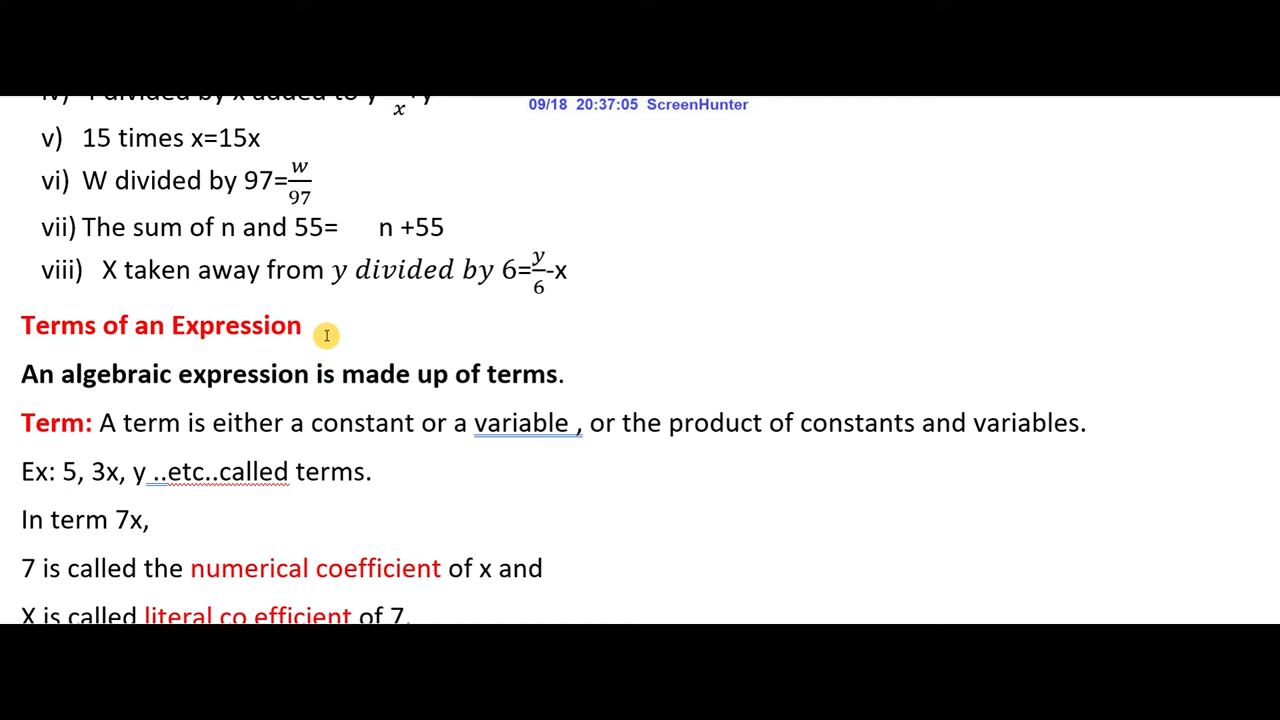 divided by x added to y
x
09/18 20:37:05 ScreenHunter
v) 15 times x=15x
vi) W divided by 97=w/97
vii) The sum of n and 55= n +55
viii) X taken away from y divided by 6=y/6-x
Terms of an Expression
An algebraic expression is made up of terms.
Term: A term is either a constant or a variable , or the product of constants and variables.
Ex: 5, 3x, y ..etc..called terms.
In term 7x,
7 is called the numerical coefficient of x and
X is called literal co efficient of 7.